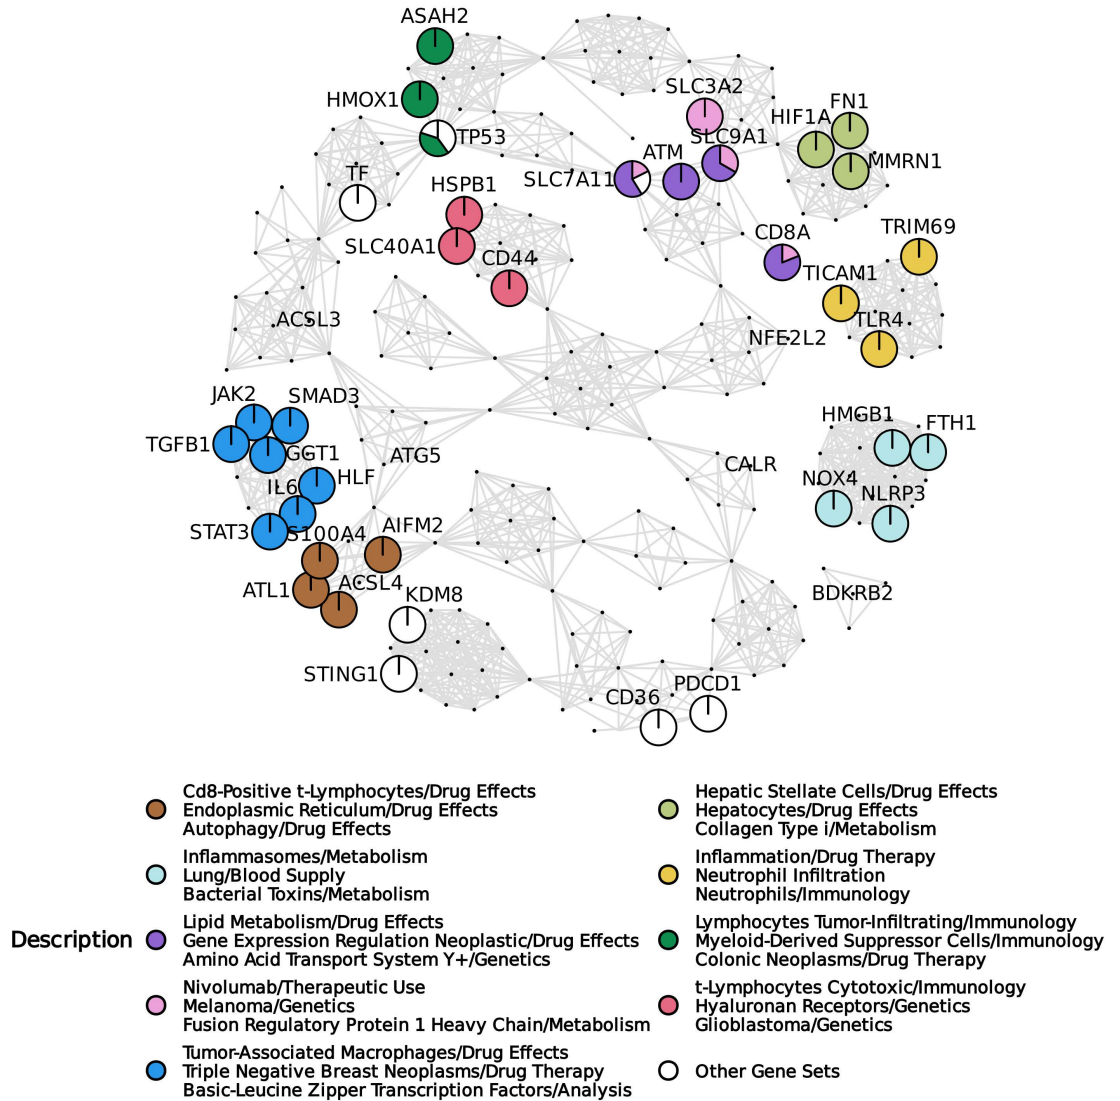 ASAH2
HMOX1
TP53
TF
SLC3A2
SLC9A1
ATM
SLC7A11
HIF1A
FN1
MMRN1
HSPB1
SLC40A1
CD44
CD8A
TRIM69
TICAM1
TLR4
ACSL3
NFE2L2
JAK2
SMAD3
TGFB1
GGT1
HLF
IL6
STAT3
ATG5
CALR
HMGB1
FTH1
NOX4
NLRP3
S100A4
AIFM2
ATL1
ACSL4
KDM8
STING1
BDKRB2
CD36
PDCD1
Description
Cd8-Positive t-Lymphocytes/Drug Effects
Endoplasmic Reticulum/Drug Effects
Autophagy/Drug Effects
Inflammasomes/Metabolism
Lung/Blood Supply
Bacterial Toxins/Metabolism
Lipid Metabolism/Drug Effects
Gene Expression Regulation Neoplastic/Drug Effects
Amino Acid Transport System Y+/Genetics
Nivolumab/Therapeutic Use
Melanoma/Genetics
Fusion Regulatory Protein 1 Heavy Chain/Metabolism
Tumor-Associated Macrophages/Drug Effects
Triple Negative Breast Neoplasms/Drug Therapy
Basic-Leucine Zipper Transcription Factors/Analysis
Hepatic Stellate Cells/Drug Effects
Hepatocytes/Drug Effects
Collagen Type i/Metabolism
Inflammation/Drug Therapy
Neutrophil Infiltration
Neutrophils/Immunology
Lymphocytes Tumor-Infiltrating/Immunology
Myeloid-Derived Suppressor Cells/Immunology
Colonic Neoplasms/Drug Therapy
t-Lymphocytes Cytotoxic/Immunology
Hyaluronan Receptors/Genetics
Glioblastoma/Genetics
Other Gene Sets